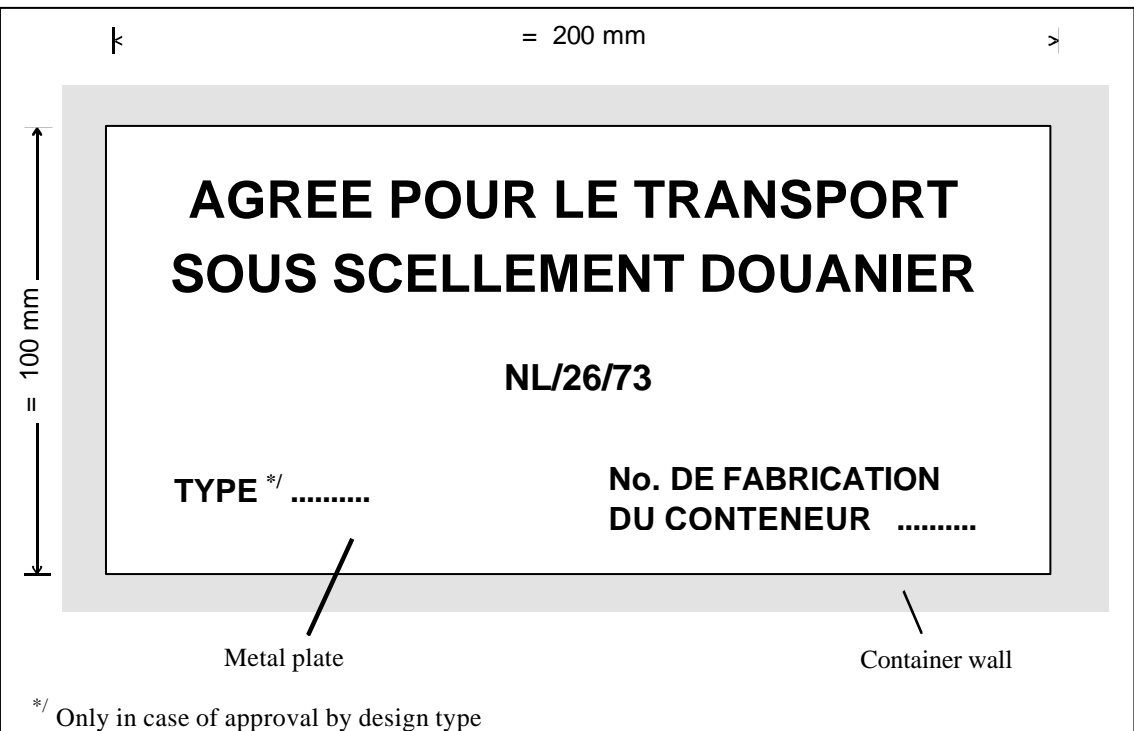 = 200 mm
= 100 mm
AGREE POUR LE TRANSPORT
SOUS SCELLEMENT DOUANIER
NL/26/73
TYPE */ ..........
No. DE FABRICATION
DU CONTENEUR ..........
Metal plate
Container wall
*/ Only in case of approval by design type